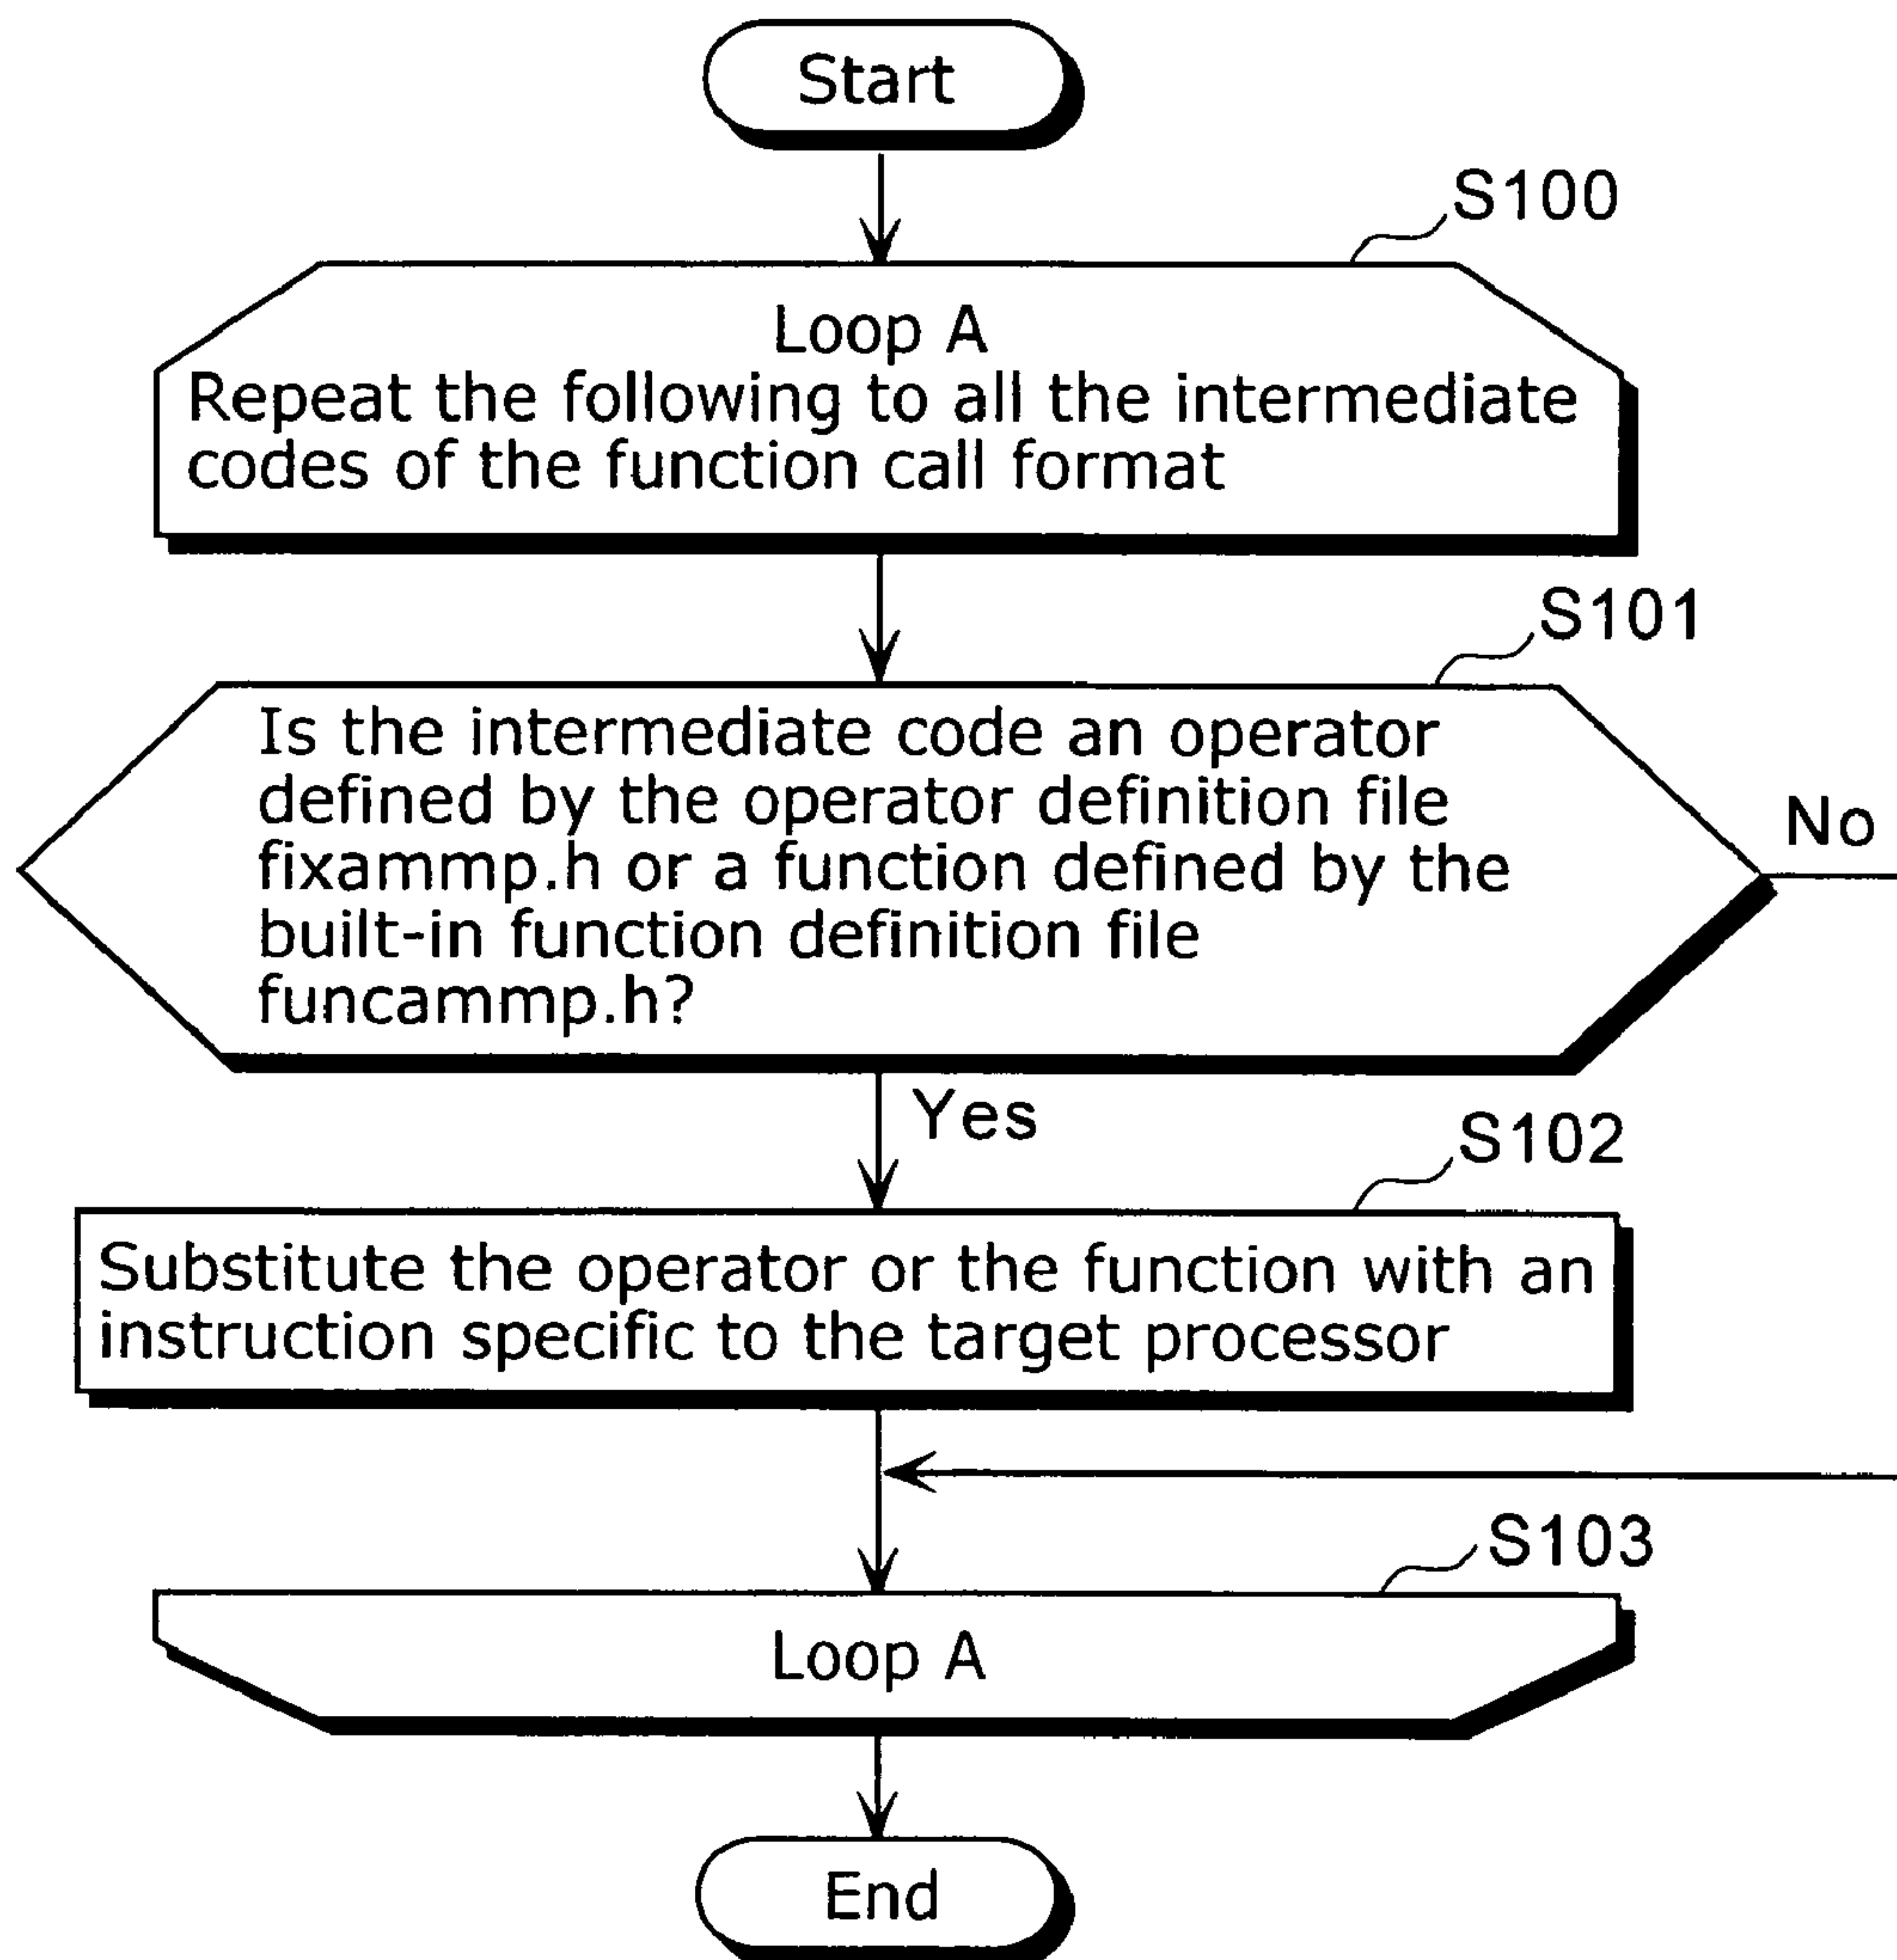 Start
S100
Loop A
Repeat the following to all the intermediate
codes of the function call format
S101
Is the intermediate code an operator
defined by the operator definition file
fixammp.h or a function defined by the
built-in function definition file
funcammp.h?
No
Yes
S102
Substitute the operator or the function with an
instruction specific to the target processor
S103
Loop A
End